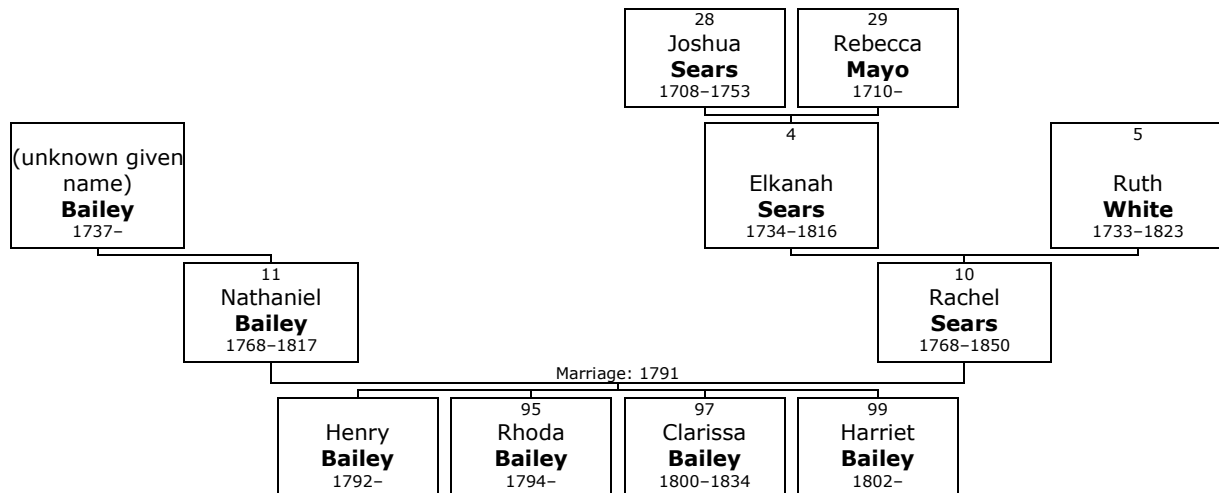 28
Joshua
Sears
1708–1753
29
Rebecca
Mayo
1710–
(unknown given
name)
Bailey
1737–
4
Elkanah
Sears
1734–1816
5
Ruth
White
1733–1823
11
Nathaniel
Bailey
1768–1817
10
Rachel
Sears
1768–1850
Marriage: 1791
Henry
Bailey
1792–
95
Rhoda
Bailey
1794–
97
Clarissa
Bailey
1800–1834
99
Harriet
Bailey
1802–